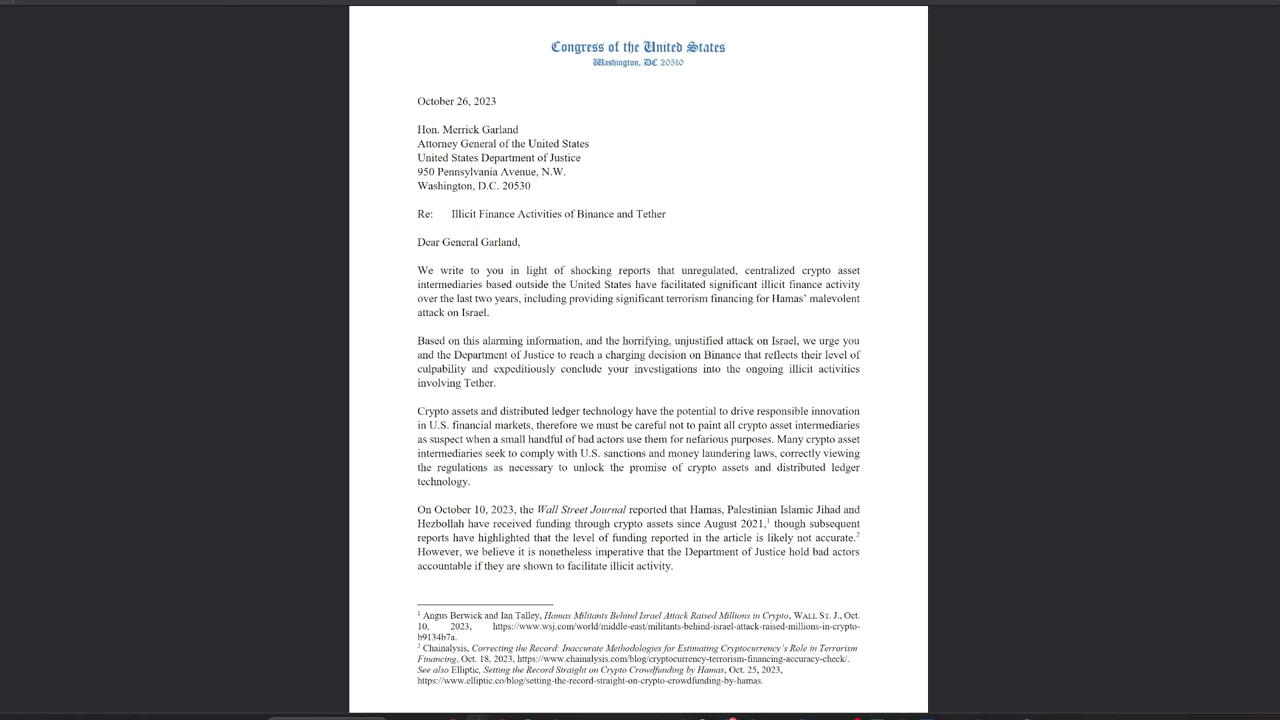 Congress of the United States
Washington, DC 20510
October 26, 2023
Hon. Merrick Garland
Attorney General of the United States
United States Department of Justice
950 Pennsylvania Avenue, N.W.
Washington, D.C. 20530
Re: Illicit Finance Activities of Binance and Tether
Dear General Garland,
We write to you in light of shocking reports that unregulated, centralized crypto asset
intermediaries based outside the United States have facilitated significant illicit finance activity
over the last two years, including providing significant terrorism financing for Hamas’ malevolent
attack on Israel.
Based on this alarming information, and the horrifying, unjustified attack on Israel, we urge you
and the Department of Justice to reach a charging decision on Binance that reflects their level of
culpability and expeditiously conclude your investigations into the ongoing illicit activities
involving Tether.
Crypto assets and distributed ledger technology have the potential to drive responsible innovation
in U.S. financial markets, therefore we must be careful not to paint all crypto asset intermediaries
as suspect when a small handful of bad actors use them for nefarious purposes. Many crypto asset
intermediaries seek to comply with U.S. sanctions and money laundering laws, correctly viewing
the regulations as necessary to unlock the promise of crypto assets and distributed ledger
technology.
On October 10, 2023, the Wall Street Journal reported that Hamas, Palestinian Islamic Jihad and
Hezbollah have received funding through crypto assets since August 2021,1 though subsequent
reports have highlighted that the level of funding reported in the article is likely not accurate.2
However, we believe it is nonetheless imperative that the Department of Justice hold bad actors
accountable if they are shown to facilitate illicit activity.
1 Angus Berwick and Ian Talley, Hamas Militants Behind Israel Attack Raised Millions in Crypto, WALL ST. J., Oct.
10, 2023, https://www.wsj.com/world/middle-east/militants-behind-israel-attack-raised-millions-in-crypto-
b9134b7a.
2 Chainalysis, Correcting the Record: Inaccurate Methodologies for Estimating Cryptocurrency’s Role in Terrorism
Financing, Oct. 18, 2023, https://www.chainalysis.com/blog/cryptocurrency-terrorism-financing-accuracy-check/.
See also Elliptic, Setting the Record Straight on Crypto Crowdfunding by Hamas, Oct. 25, 2023,
https://www.elliptic.co/blog/setting-the-record-straight-on-crypto-crowdfunding-by-hamas.